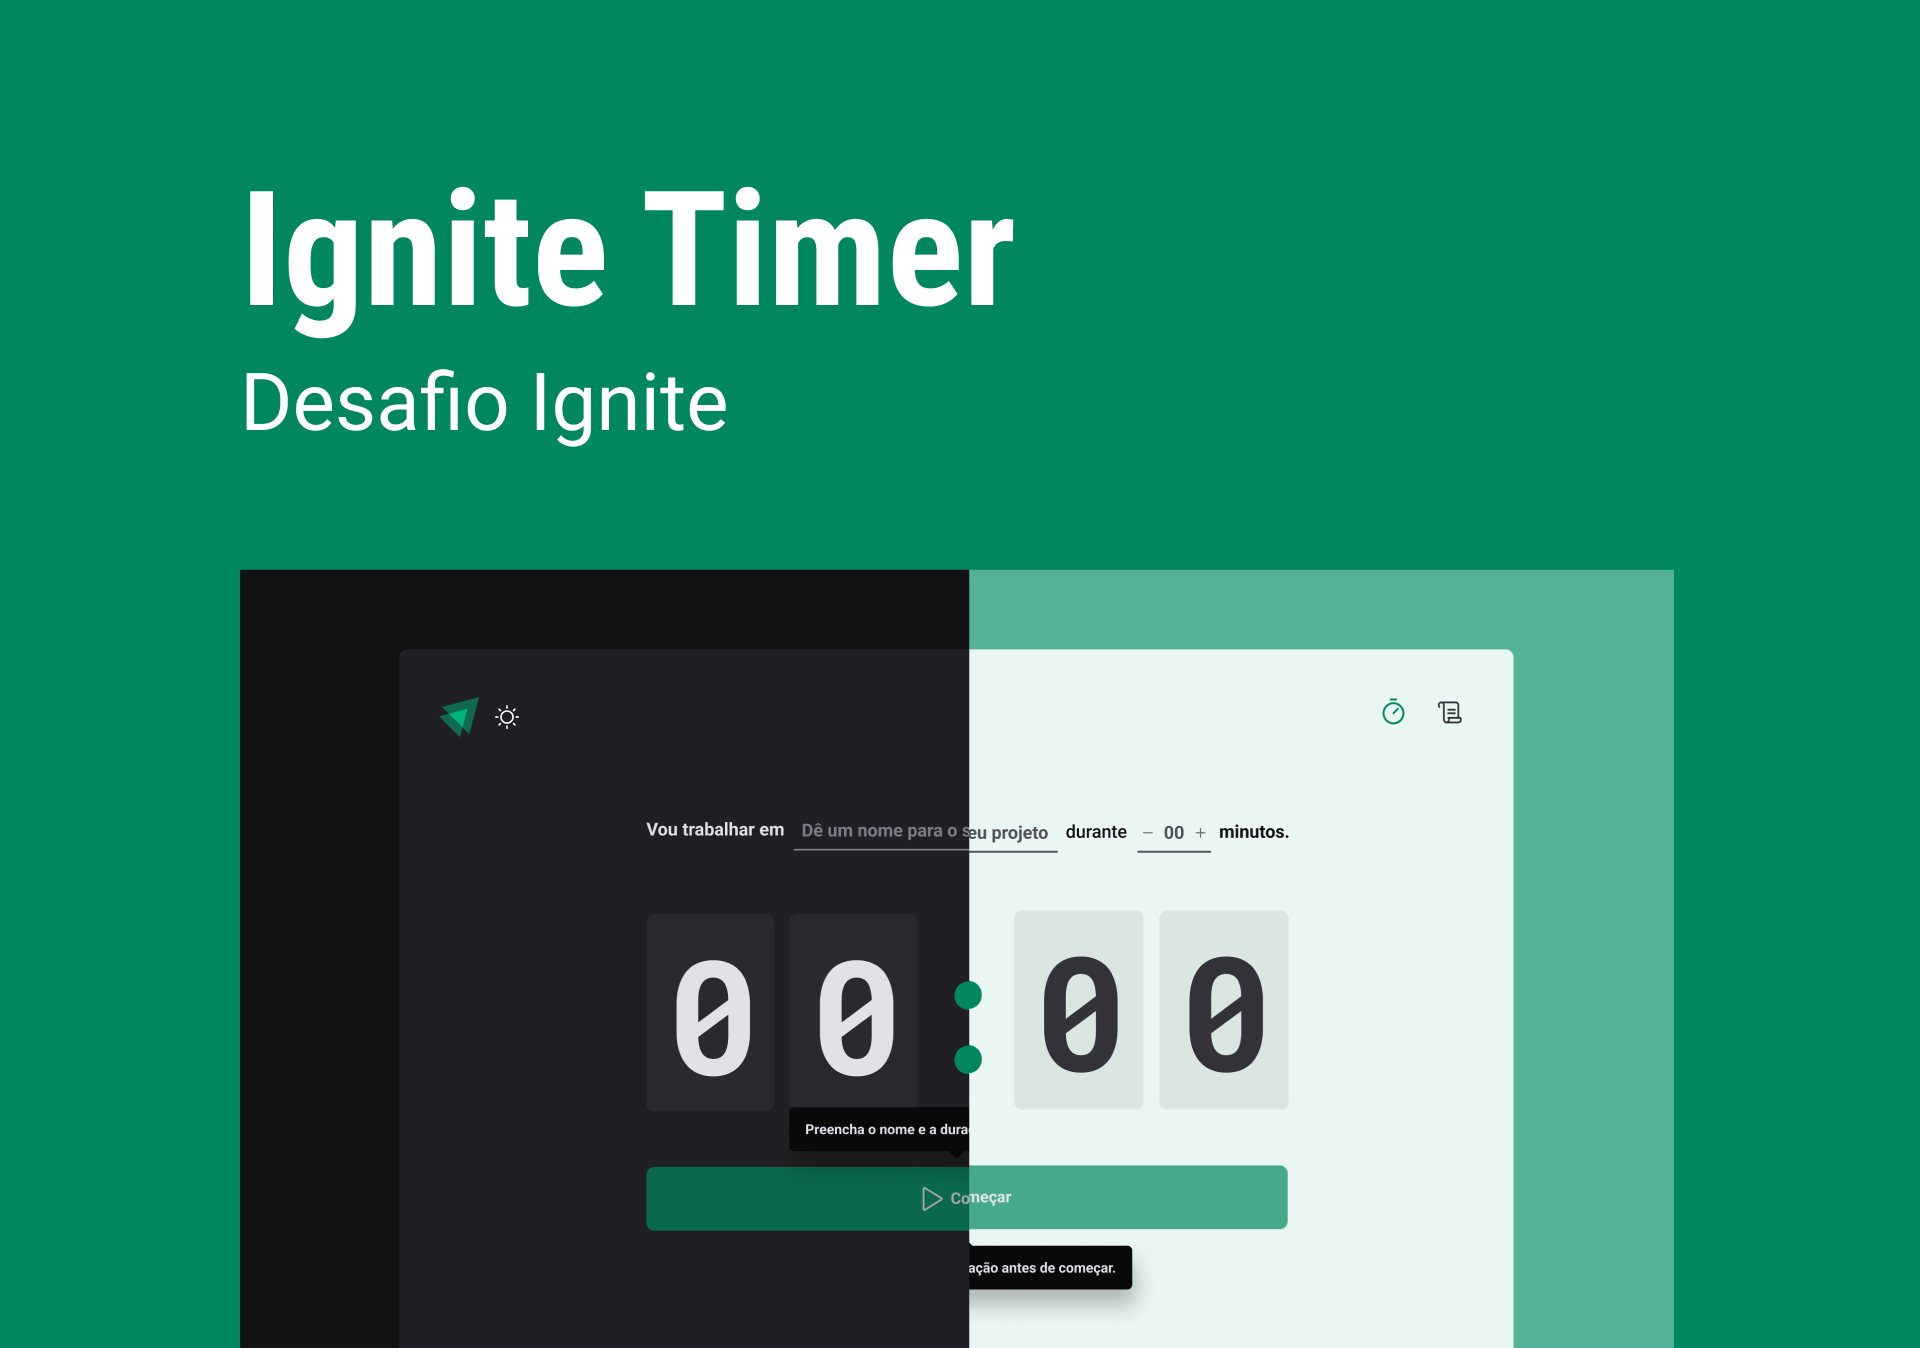 Ignite Timer
Desafio Ignite
Vou trabalhar em Dê um nome para o seu projeto durante − 00 + minutos.
00:00
Preencha o nome e a dura
Começar
ação antes de começar.